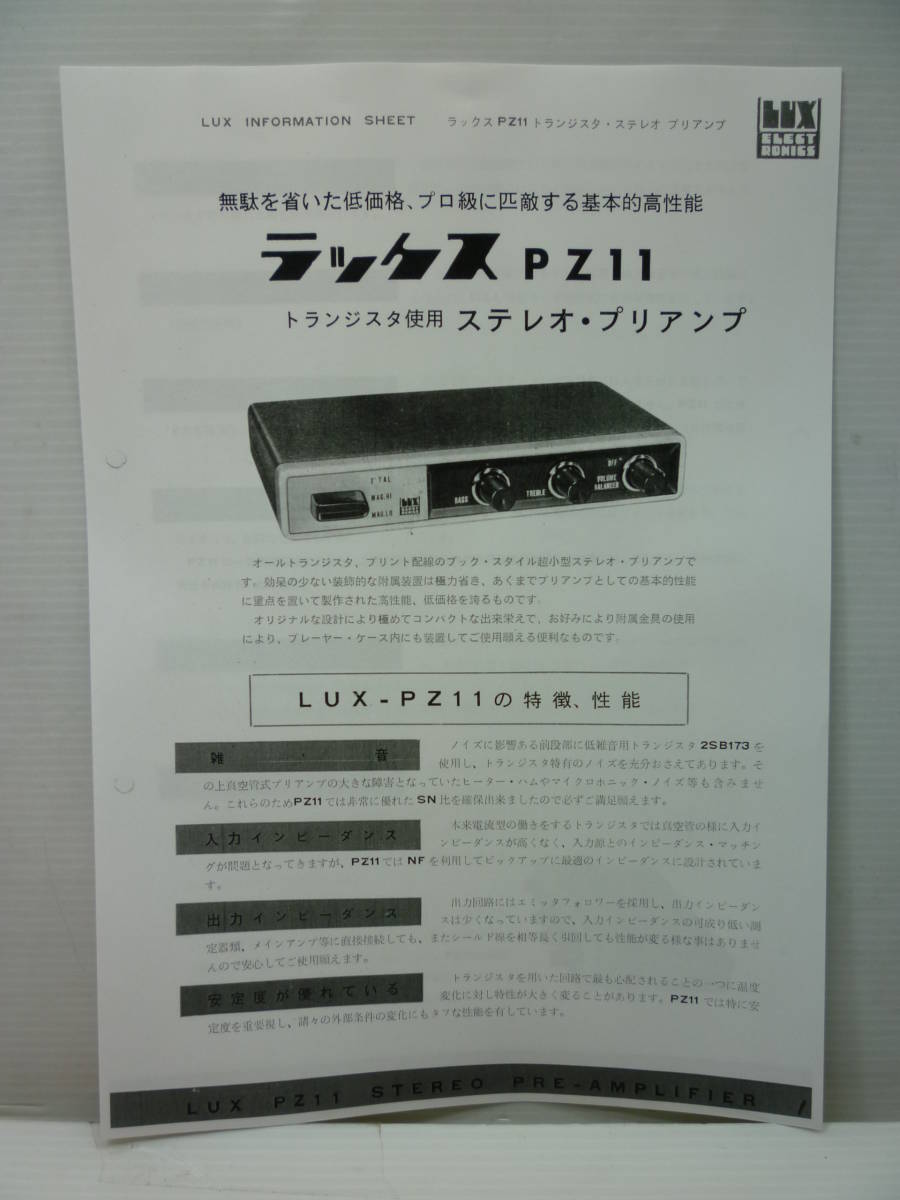 LUX INFORMATION SHEET ラックス PZ11 トランジスタ・ステレオ プリアンプ
LUX
ELECT
RONICS
無駄を省いた低価格、プロ級に匹敵する基本的高性能
ラックス PZ11
トランジスタ使用 ステレオ・プリアンプ
X'TAL
MAG.HI
MAG.LO
LUX
BASS
TREBLE
OFF
VOLUME
BALANCER
オールトランジスタ、プリント配線のブック・スタイル超小型ステレオ・プリアンプで
す。効果の少ない装飾的な附属装置は極力省き、あくまでプリアンプとしての基本的性能
に重点を置いて製作された高性能、低価格を誇るものです。
オリジナルな設計により極めてコンパクトな出来栄えで、お好みにより附属金具の使用
により、プレーヤー・ケース内にも装置してご使用願える便利なものです。
LUX-PZ11の特徴、性能
雑・音
ノイズに影響ある前段部に低雑音用トランジスタ2SB173を
使用し、トランジスタ特有のノイズを充分おさえてあります。そ
の上真空管式プリアンプの大きな障害となっていたヒーター・ハムやマイクロホニック・ノイズ等も含みませ
ん。これらのためPZ11では非常に優れたSN比を確保出来ましたので必ずご満足願えます。
入力インピーダンス
本来電流型の働きをするトランジスタでは真空管の様に入力イ
ンピーダンスが高くなく、入力源とのインピーダンス・マッチン
グが問題となってきますが、PZ11ではNFを利用してピックアップに最適のインピーダンスに設計されていま
す。
出力インピーダンス
出力回路にはエミッタフォロワーを採用し、出力インピーダン
スは少くなっていますので、入力インピーダンスの可成り低い測
定器類、メインアンプ等に直接接続しても、またシールド線を相等長く引回しても性能が変る様な事はありませ
んので安心してご使用願えます。
安定度が優れている
トランジスタを用いた回路で最も心配されることの一つに温度
変化に対し特性が大きく変ることがあります。PZ11では特に安
定度を重要視し、諸々の外部条件の変化にもタフな性能を有しています。
LUX PZ11 STEREO PRE-AMPLIFIER